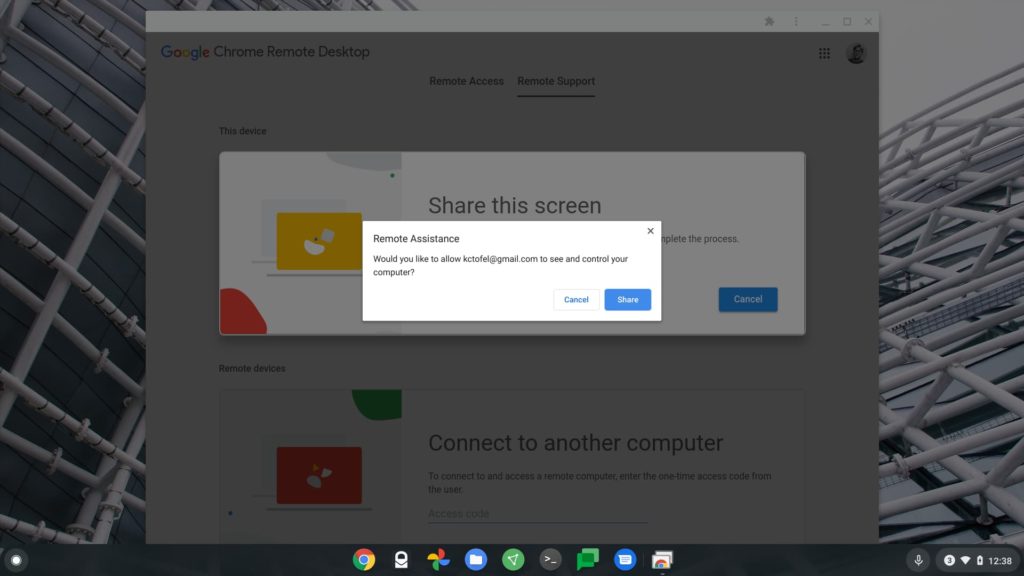 Google Chrome Remote Desktop
Remote Access Remote Support
This device
Share this screen
mplete the process.
Remote Assistance
Would you like to allow kctofel@gmail.com to see and control your
computer?
Cancel Share
Cancel
Remote devices
Connect to another computer
To connect to and access a remote computer, enter the one-time access code from
the user.
Access code
>_
3 12:38